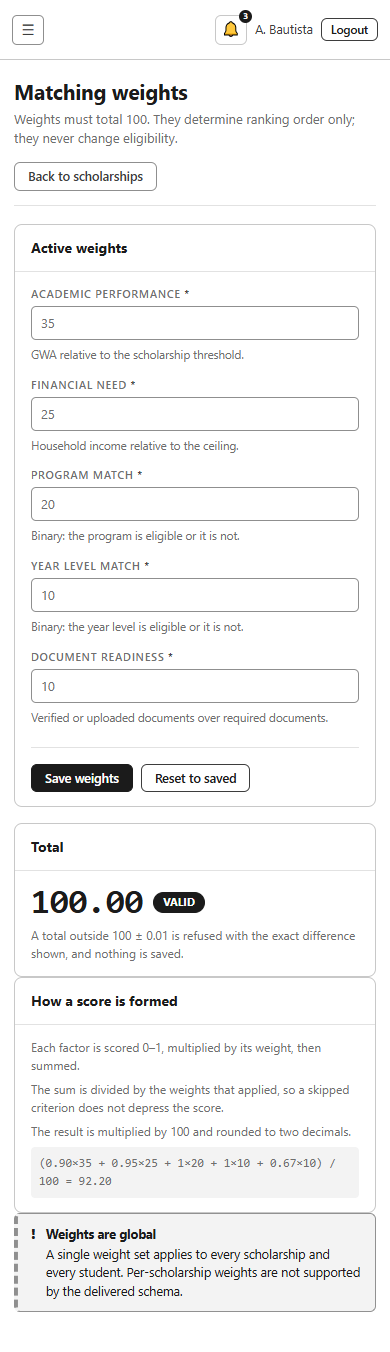 ☰
3
A. Bautista
Logout
Matching weights
Weights must total 100. They determine ranking order only;
they never change eligibility.
Back to scholarships
Active weights
ACADEMIC PERFORMANCE *
35
GWA relative to the scholarship threshold.
FINANCIAL NEED *
25
Household income relative to the ceiling.
PROGRAM MATCH *
20
Binary: the program is eligible or it is not.
YEAR LEVEL MATCH *
10
Binary: the year level is eligible or it is not.
DOCUMENT READINESS *
10
Verified or uploaded documents over required documents.
Save weights
Reset to saved
Total
100.00 VALID
A total outside 100 ± 0.01 is refused with the exact difference
shown, and nothing is saved.
How a score is formed
Each factor is scored 0–1, multiplied by its weight, then
summed.
The sum is divided by the weights that applied, so a skipped
criterion does not depress the score.
The result is multiplied by 100 and rounded to two decimals.
(0.90×35 + 0.95×25 + 1×20 + 1×10 + 0.67×10) /
100 = 92.20
! Weights are global
A single weight set applies to every scholarship and
every student. Per-scholarship weights are not supported
by the delivered schema.